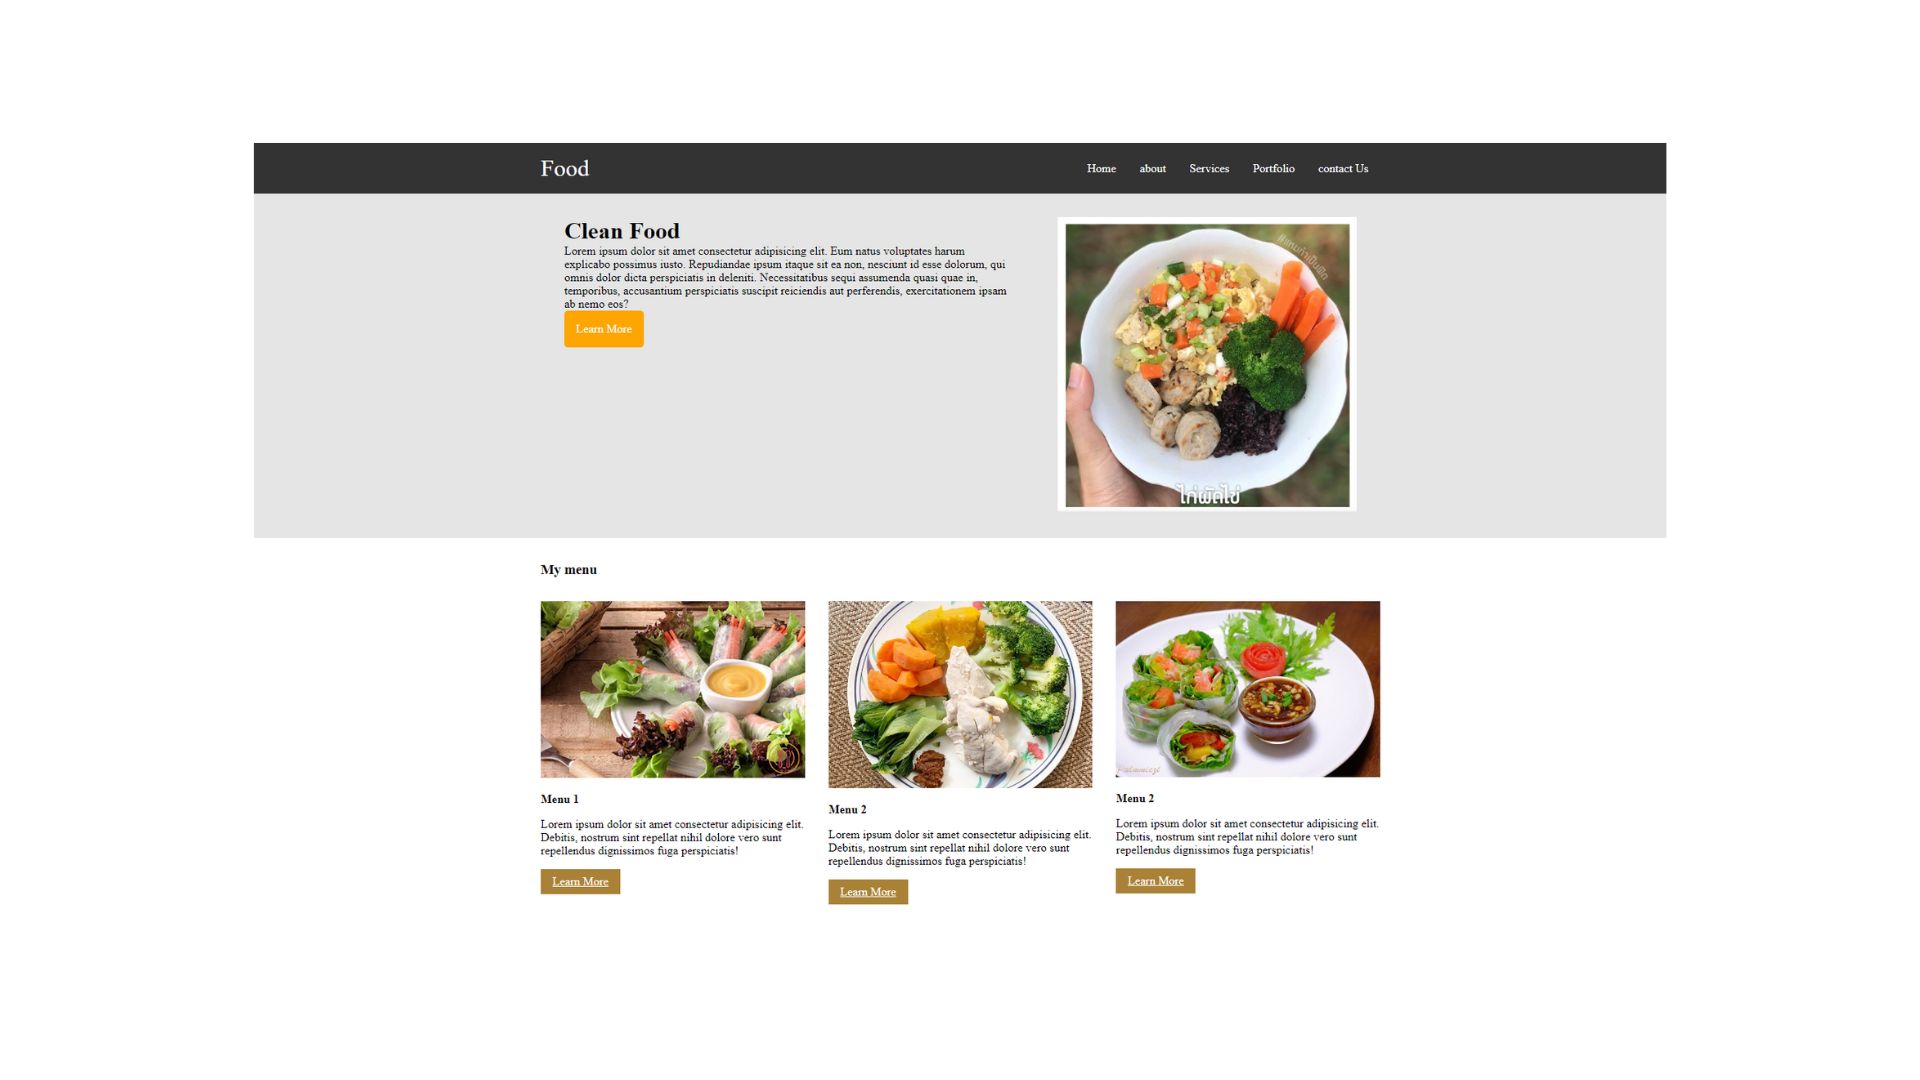 Food
Home about Services Portfolio contact Us
Clean Food
Lorem ipsum dolor sit amet consectetur adipisicing elit. Eum natus voluptates harum
explicabo possimus iusto. Repudiandae ipsum itaque sit ea non, nesciunt id esse dolorum, qui
omnis dolor dicta perspiciatis in deleniti. Necessitatibus sequi assumenda quasi quae in,
temporibus, accusantium perspiciatis suscipit reiciendis aut perferendis, exercitationem ipsam
ab nemo eos?
Learn More
ไก่ผัดไข่
My menu
Menu 1
Lorem ipsum dolor sit amet consectetur adipisicing elit.
Debitis, nostrum sint repellat nihil dolore vero sunt
repellendus dignissimos fuga perspiciatis!
Learn More
Menu 2
Lorem ipsum dolor sit amet consectetur adipisicing elit.
Debitis, nostrum sint repellat nihil dolore vero sunt
repellendus dignissimos fuga perspiciatis!
Learn More
Menu 2
Lorem ipsum dolor sit amet consectetur adipisicing elit.
Debitis, nostrum sint repellat nihil dolore vero sunt
repellendus dignissimos fuga perspiciatis!
Learn More